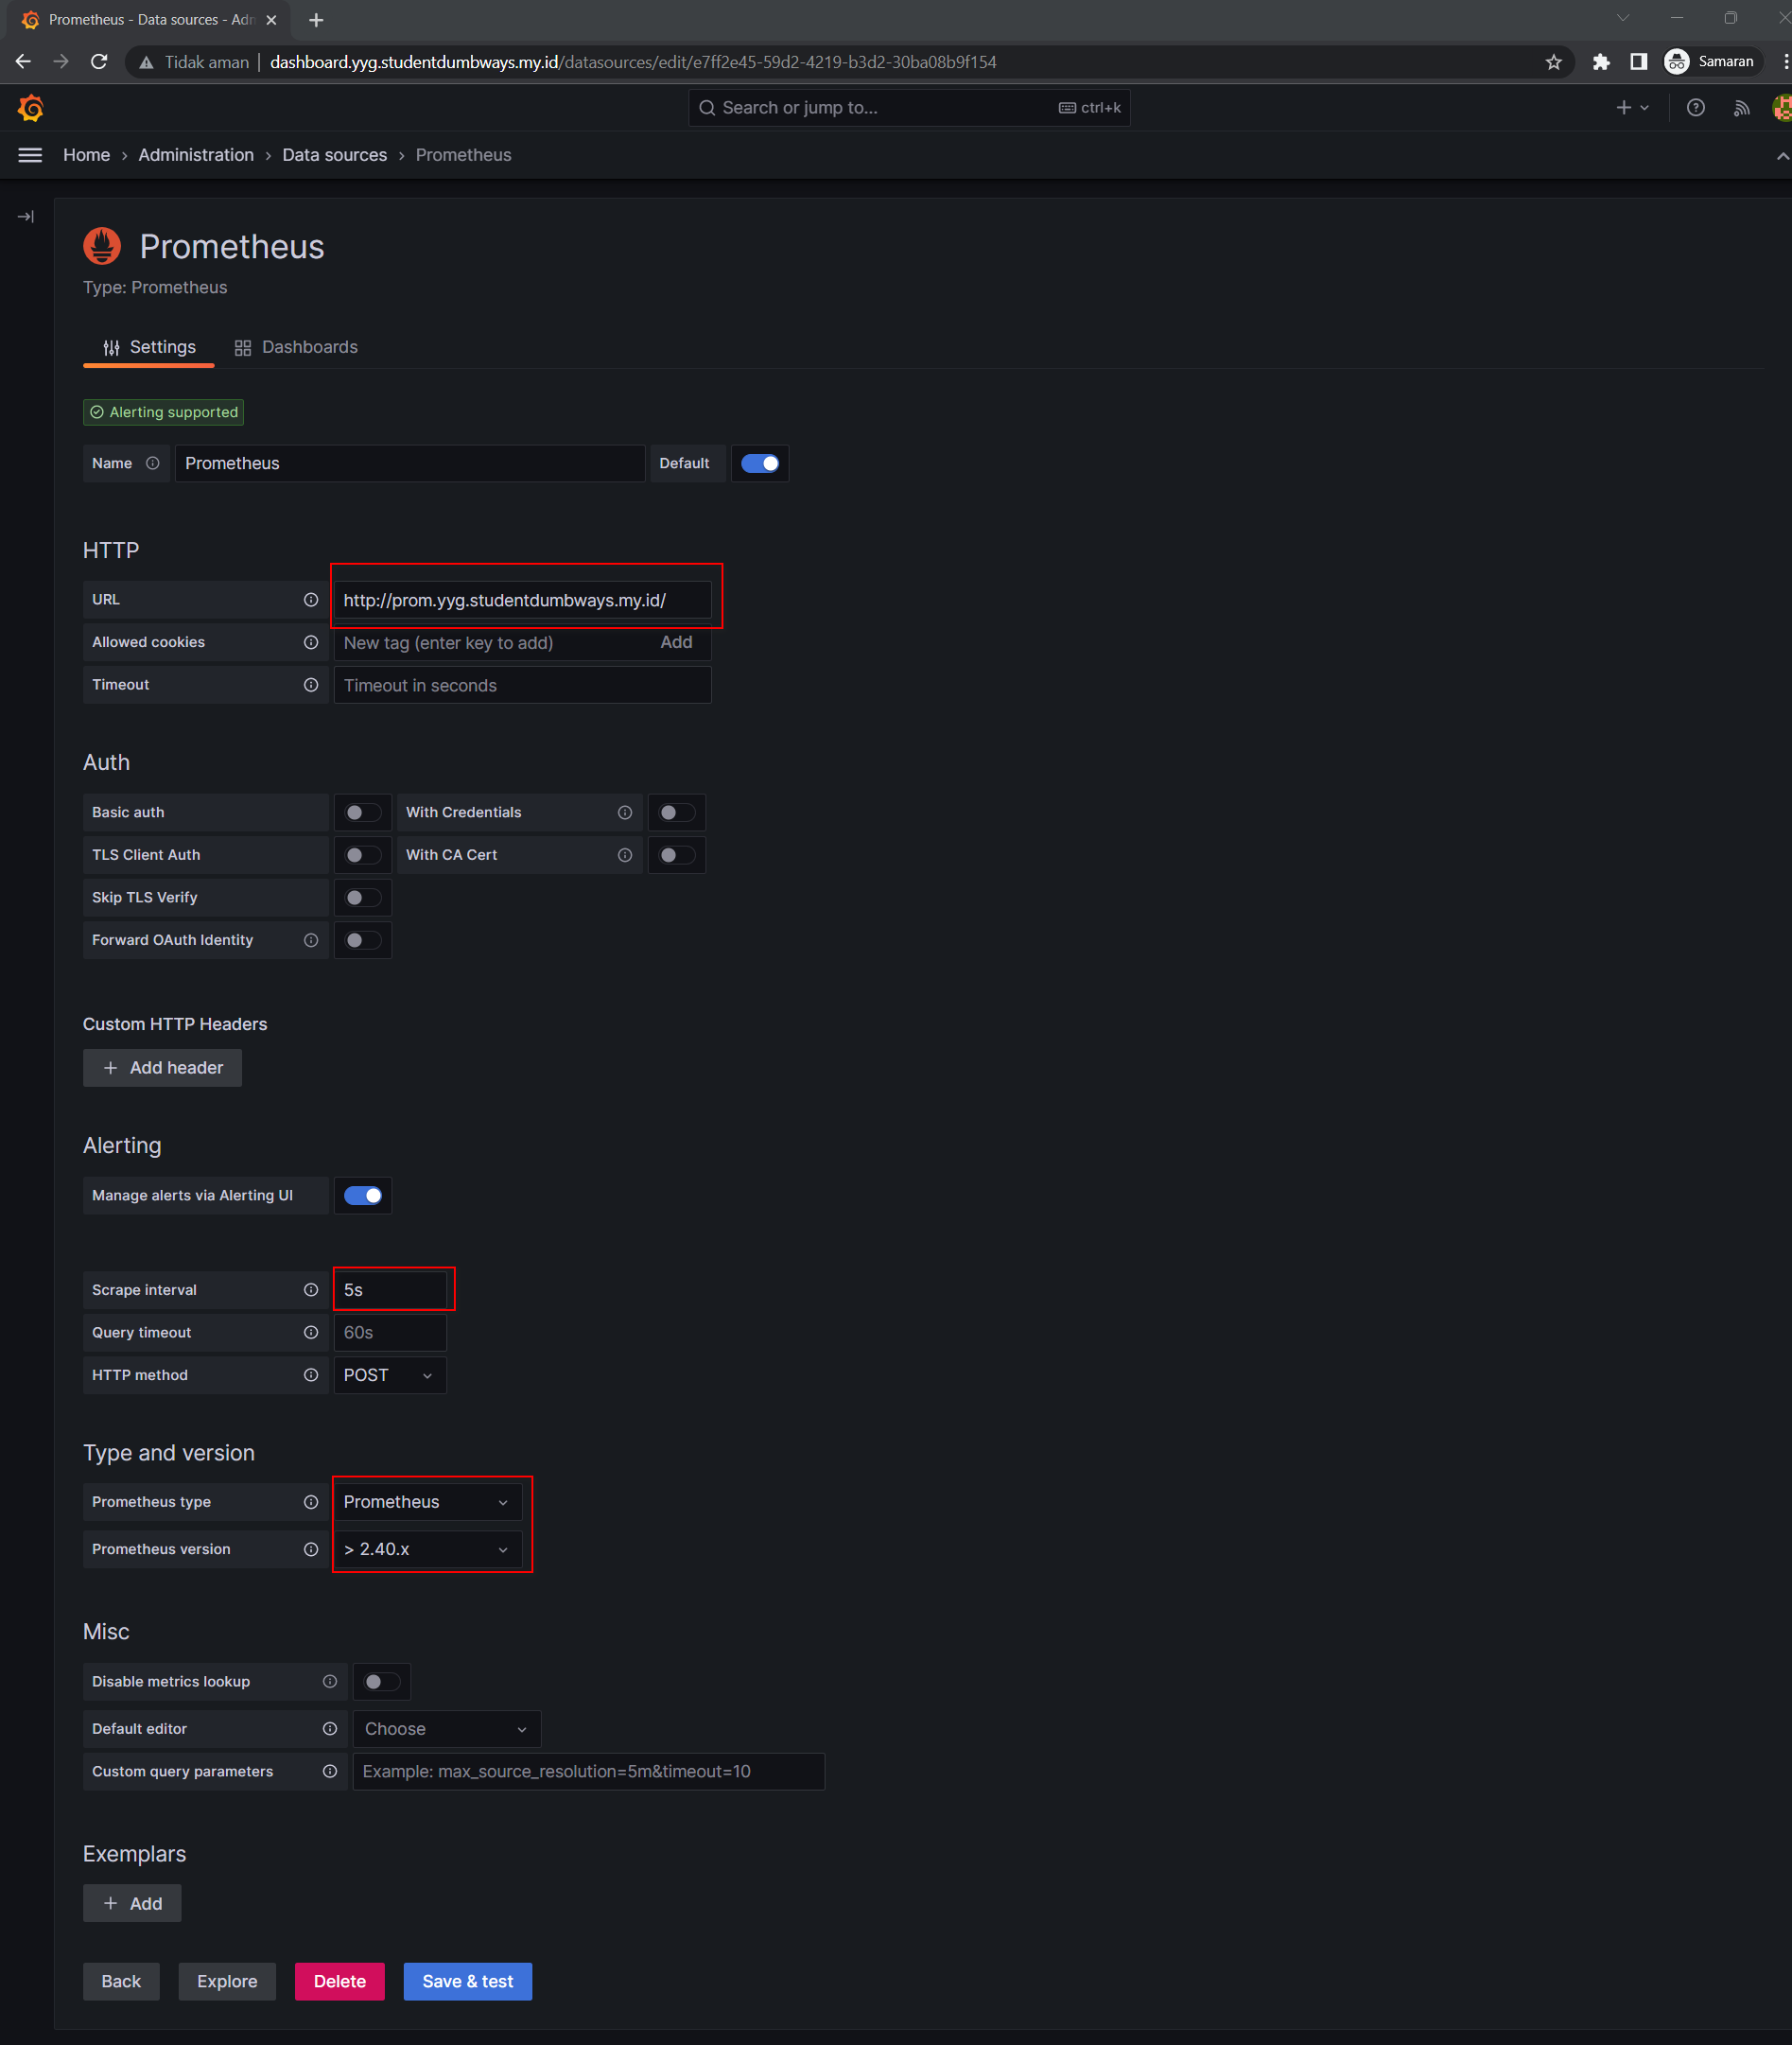 Prometheus - Data sources - Adn
Tidak aman | dashboard.yyg.studentdumbways.my.id/datasources/edit/e7ff2e45-59d2-4219-b3d2-30ba08b9f154
Samaran
Search or jump to... ctrl+k
Home › Administration › Data sources › Prometheus
Prometheus
Type: Prometheus
Settings Dashboards
Alerting supported
Name Prometheus Default
HTTP
URL http://prom.yyg.studentdumbways.my.id/
Allowed cookies New tag (enter key to add) Add
Timeout Timeout in seconds
Auth
Basic auth With Credentials
TLS Client Auth With CA Cert
Skip TLS Verify
Forward OAuth Identity
Custom HTTP Headers
+ Add header
Alerting
Manage alerts via Alerting UI
Scrape interval 5s
Query timeout 60s
HTTP method POST
Type and version
Prometheus type Prometheus
Prometheus version > 2.40.x
Misc
Disable metrics lookup
Default editor Choose
Custom query parameters Example: max_source_resolution=5m&timeout=10
Exemplars
+ Add
Back Explore Delete Save & test